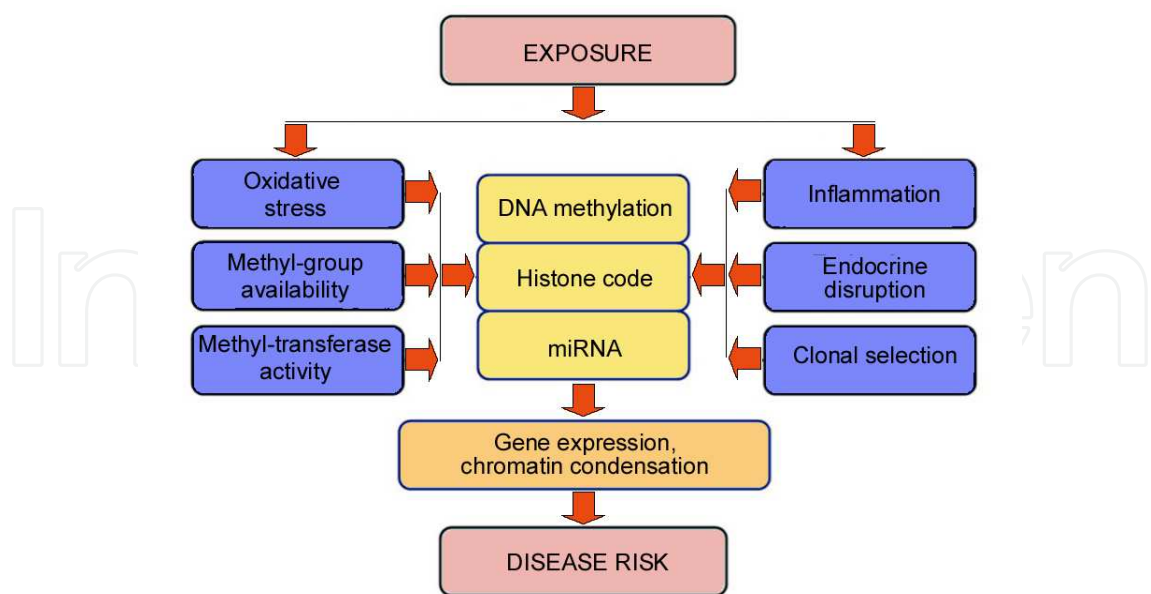 EXPOSURE
Oxidative
stress
Methyl-group
availability
Methyl-transferase
activity
DNA methylation
Histone code
miRNA
Inflammation
Endocrine
disruption
Clonal selection
Gene expression,
chromatin condensation
DISEASE RISK